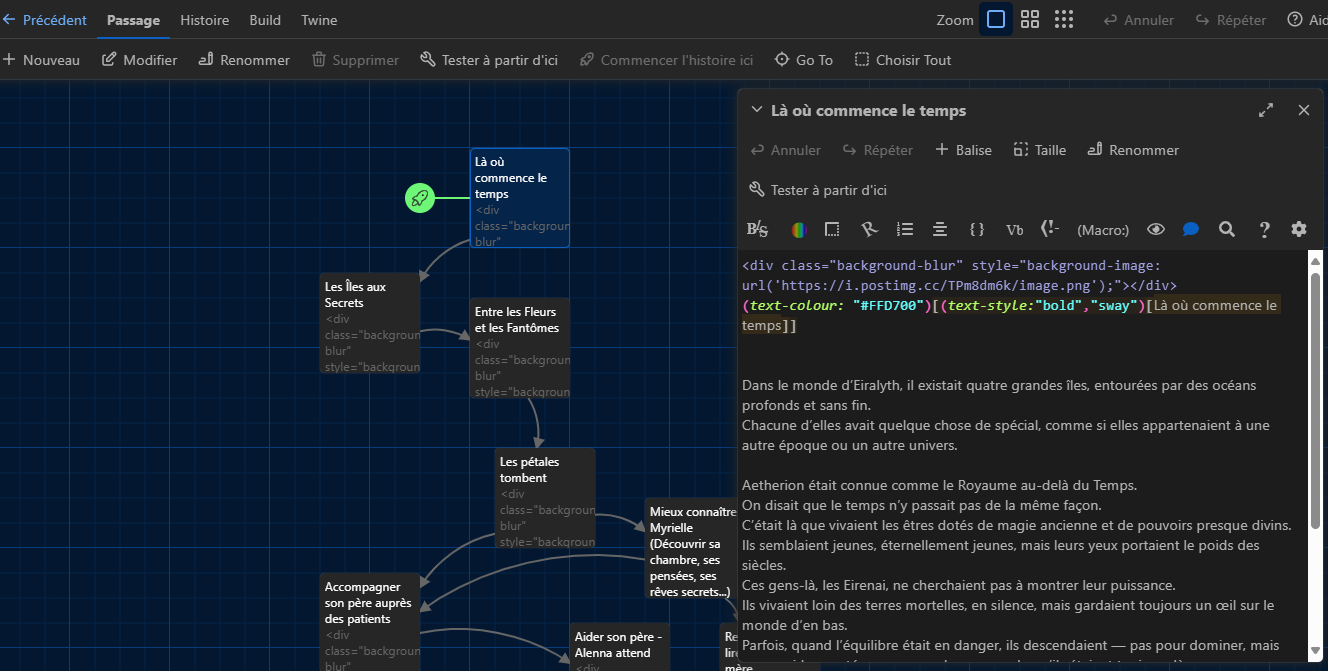 Précédent Passage Histoire Build Twine Zoom Annuler Répéter Aid
Nouveau Modifier Renommer Supprimer Tester à partir d'ici Commencer l'histoire ici Go To Choisir Tout
Là où
commence le
temps
<div
class="backgroun
blur"
Les Îles aux
Secrets
<div
class="backgroun
blur"
style="backgroun
Entre les Fleurs
et les Fantômes
<div
class="backgroun
blur"
style="backgroun
Les pétales
tombent
<div
class="backgroun
blur"
style="backgroun
Mieux connaître
Myrielle
(Découvrir sa
chambre, ses
pensées, ses
rêves secrets...)
Accompagner
son père auprès
des patients
<div
class="backgroun
blur"
Aider son père -
Alenna attend
<div
Re
lire
mère
Là où commence le temps
Annuler Répéter Balise Taille Renommer
Tester à partir d'ici
B/S { } Vb (!- (Macro:) ?
<div class="background-blur" style="background-image:
url('https://i.postimg.cc/TPm8dm6k/image.png');"></div>
(text-colour: "#FFD700")[(text-style:"bold","sway")[Là où commence le
temps]]
Dans le monde d’Eiralyth, il existait quatre grandes îles, entourées par des océans
profonds et sans fin.
Chacune d’elles avait quelque chose de spécial, comme si elles appartenaient à une
autre époque ou un autre univers.
Aetherion était connue comme le Royaume au-delà du Temps.
On disait que le temps n’y passait pas de la même façon.
C’était là que vivaient les êtres dotés de magie ancienne et de pouvoirs presque divins.
Ils semblaient jeunes, éternellement jeunes, mais leurs yeux portaient le poids des
siècles.
Ces gens-là, les Eirenai, ne cherchaient pas à montrer leur puissance.
Ils vivaient loin des terres mortelles, en silence, mais gardaient toujours un œil sur le
monde d’en bas.
Parfois, quand l’équilibre était en danger, ils descendaient — pas pour dominer, mais